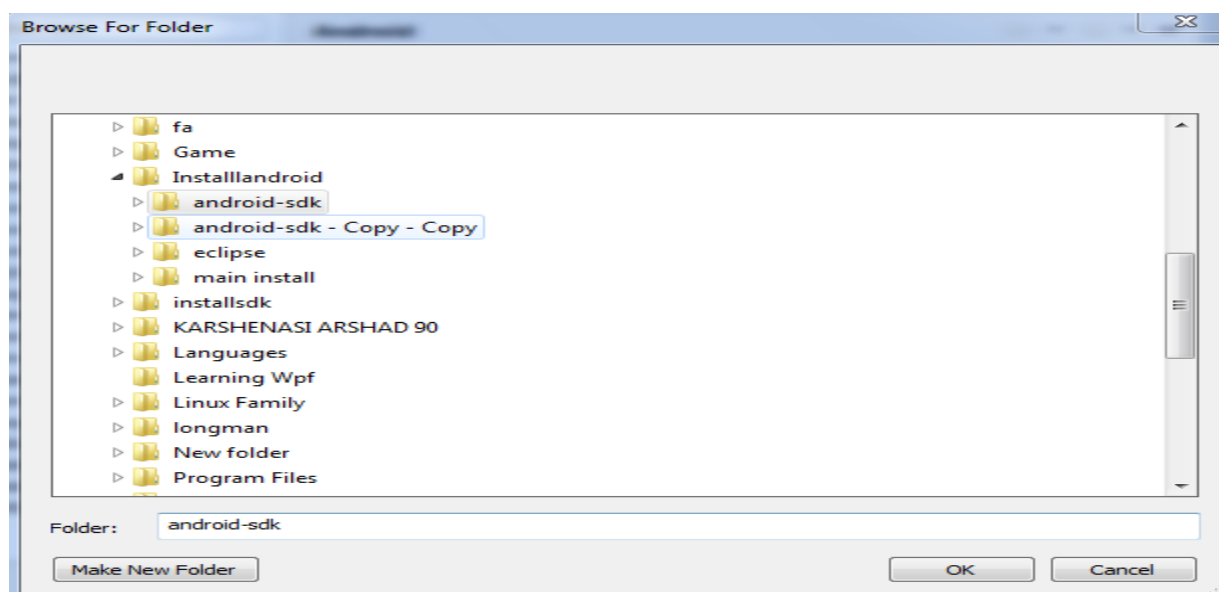 Browse For Folder
fa
Game
Installlandroid
android-sdk
android-sdk - Copy - Copy
eclipse
main install
installsdk
KARSHENASI ARSHAD 90
Languages
Learning Wpf
Linux Family
longman
New folder
Program Files
Folder: android-sdk
Make New Folder OK Cancel